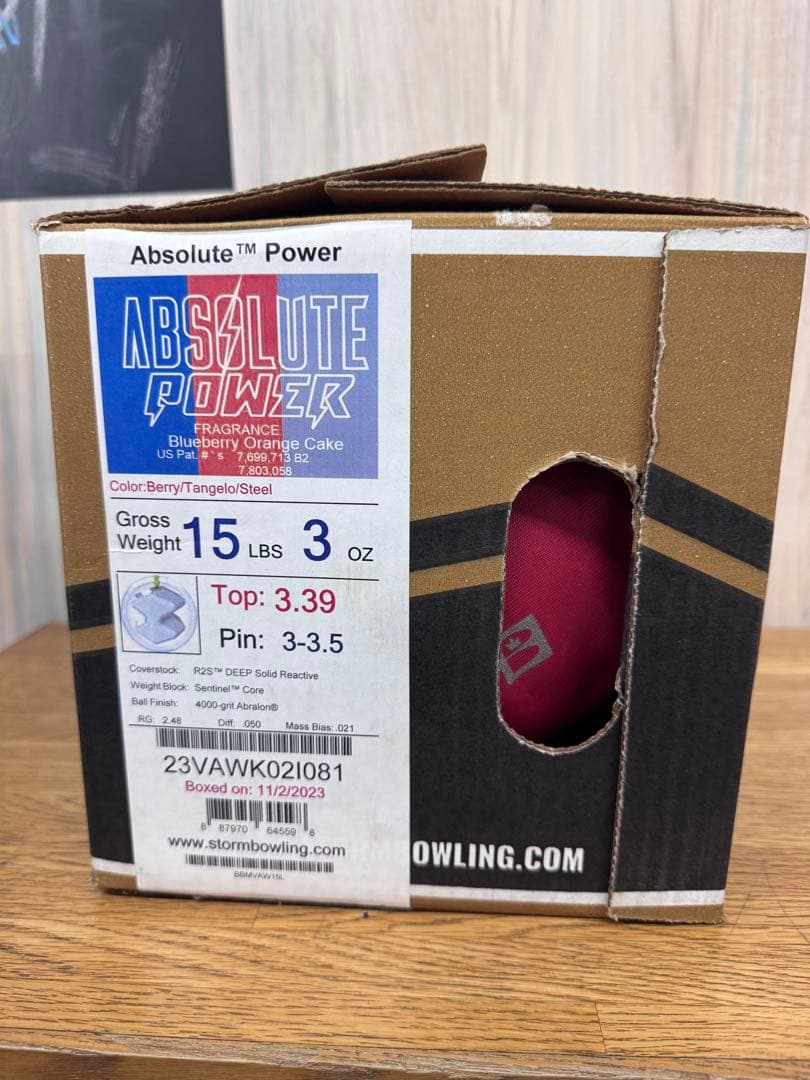 Absolute™ Power
ABSOLUTE
POWER
FRAGRANCE
Blueberry Orange Cake
US Pat. #`s 7,699,713 B2
7,803,058
Color:Berry/Tangelo/Steel
Gross Weight 15 LBS 3 OZ
Top: 3.39
Pin: 3-3.5
Coverstock: R2S™ DEEP Solid Reactive
Weight Block: Sentinel™ Core
Ball Finish: 4000-grit Abralon®
RG: 2.48 Diff: .050 Mass Bias: .021
23VAWK02I081
Boxed on: 11/2/2023
8 87970 64559 8
www.stormbowling.com
BBMVAW15L
RMBOWLING.COM